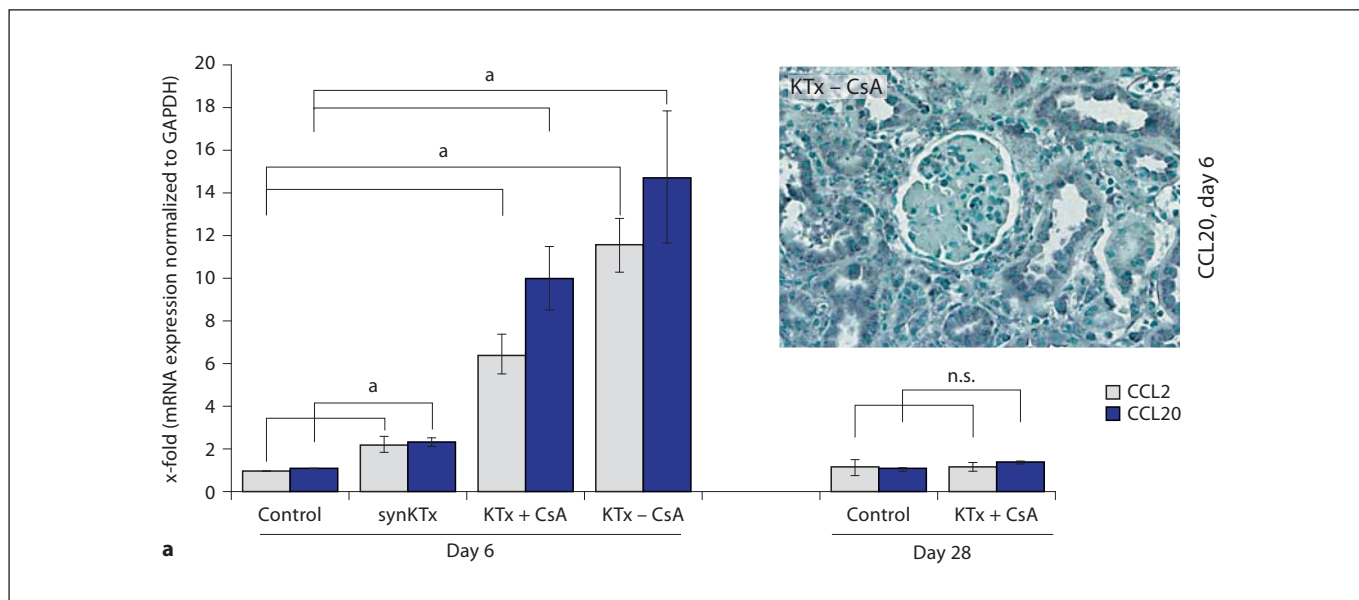 20
18
16
14
12
10
8
6
4
2
0
x-fold (mRNA expression normalized to GAPDH)
a
a
a
Control
synKTx
KTx + CsA
KTx – CsA
Day 6
a
KTx – CsA
CCL20, day 6
n.s.
CCL2
CCL20
Control
KTx + CsA
Day 28